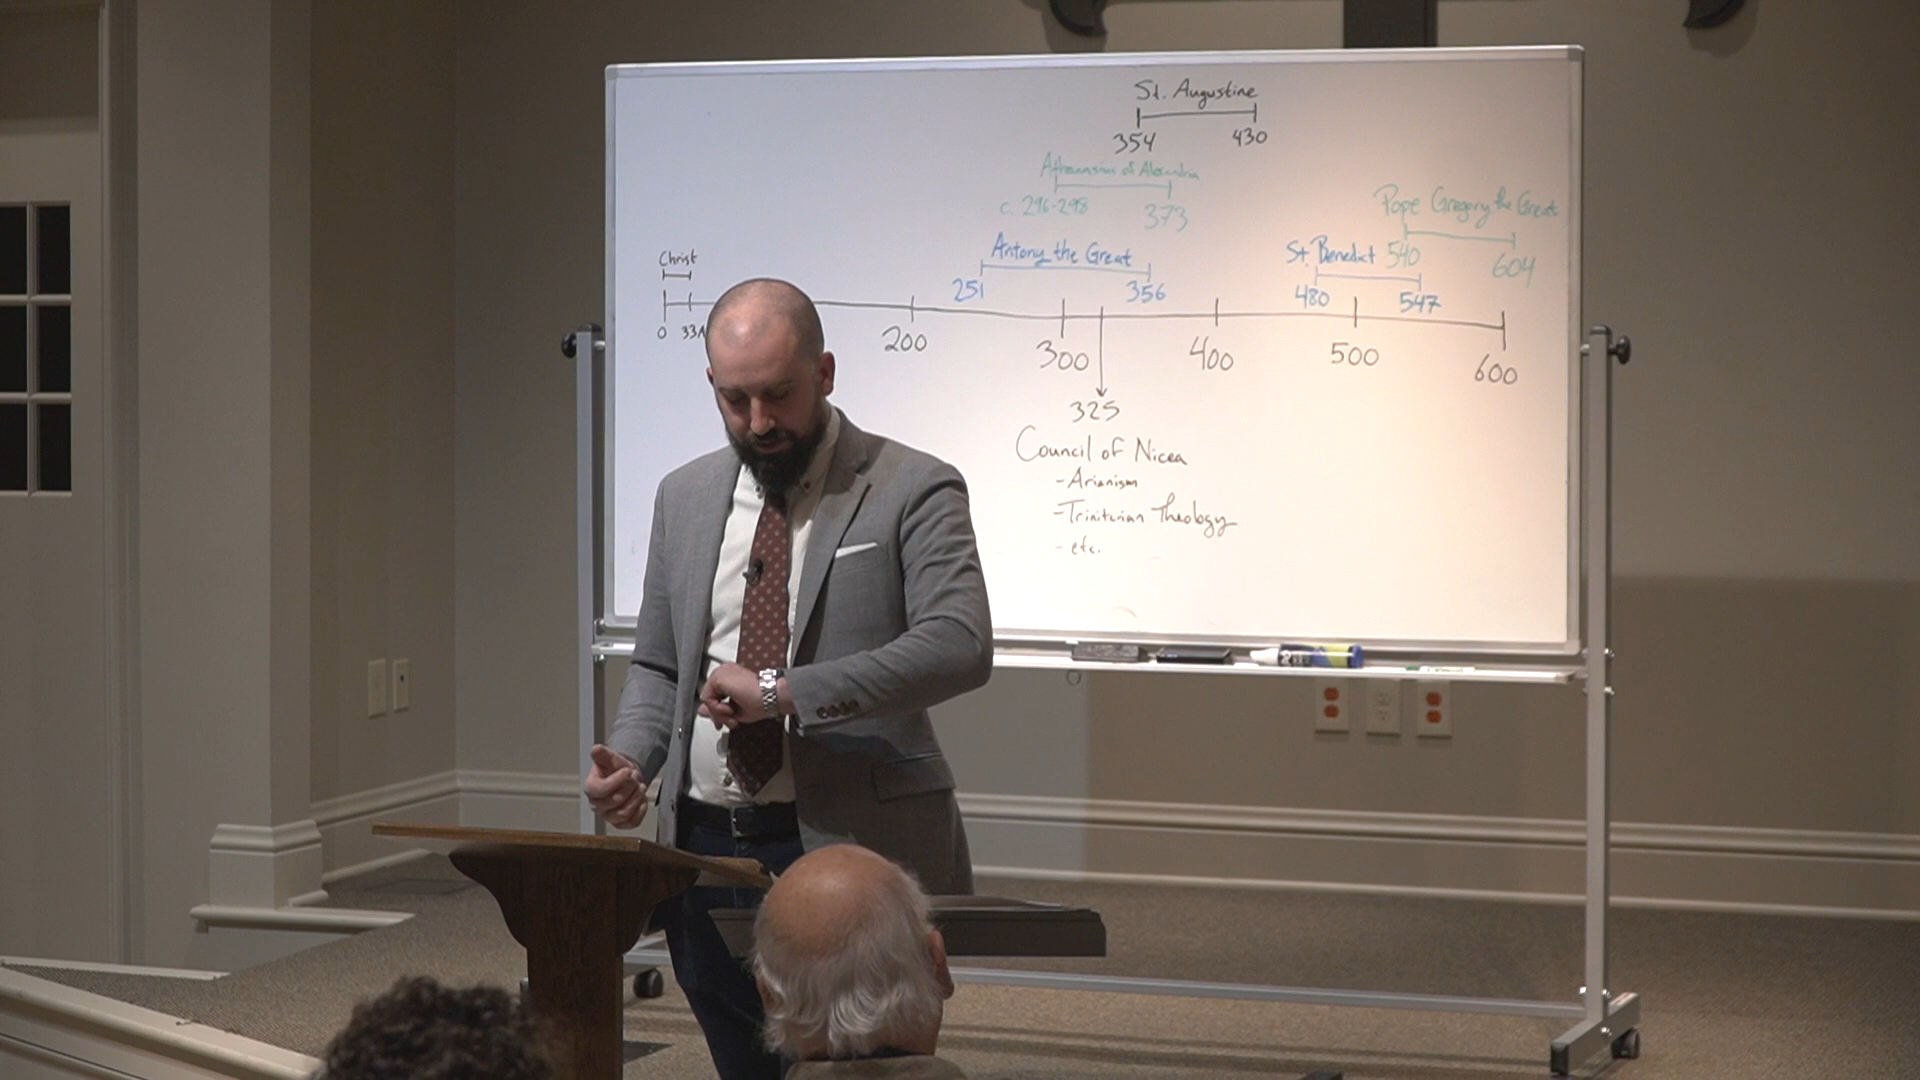 St. Augustine
354 430
Athanasius of Alexandria
c. 296-298 373
Pope Gregory the Great
540 604
Antony the Great
251 356
St. Benedict
480 547
Christ
0 33A
200 300 400 500 600
325
Council of Nicea
- Arianism
- Trinitarian Theology
- etc.